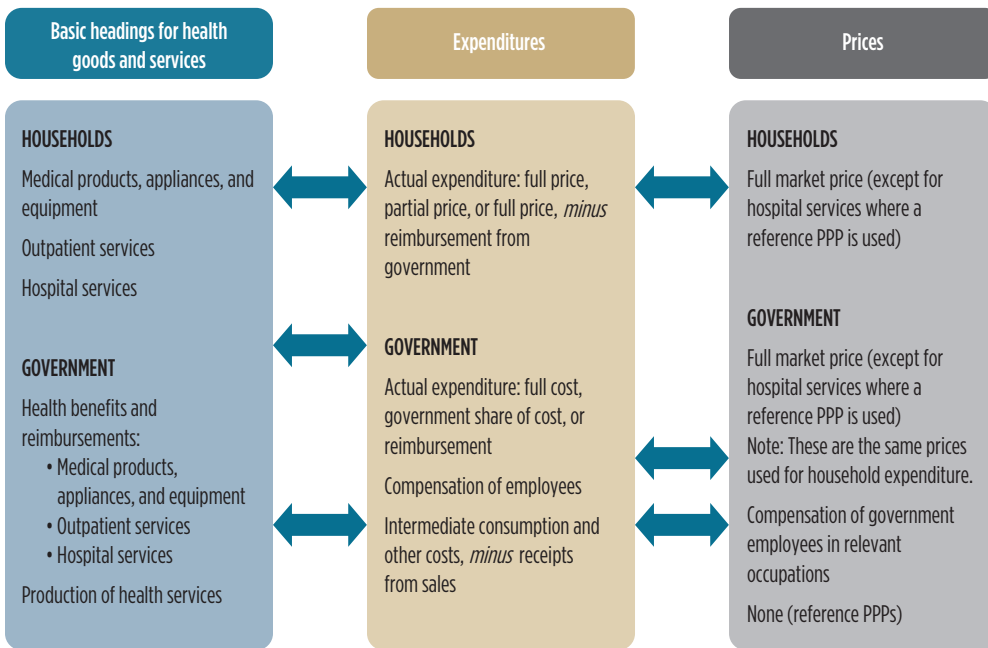 Basic headings for health
goods and services
Expenditures
Prices
HOUSEHOLDS
Medical products, appliances, and
equipment
Outpatient services
Hospital services
GOVERNMENT
Health benefits and
reimbursements:
• Medical products,
appliances, and equipment
• Outpatient services
• Hospital services
Production of health services
HOUSEHOLDS
Actual expenditure: full price,
partial price, or full price, minus
reimbursement from
government
GOVERNMENT
Actual expenditure: full cost,
government share of cost, or
reimbursement
Compensation of employees
Intermediate consumption and
other costs, minus receipts
from sales
HOUSEHOLDS
Full market price (except for
hospital services where a
reference PPP is used)
GOVERNMENT
Full market price (except for
hospital services where a
reference PPP is used)
Note: These are the same prices
used for household expenditure.
Compensation of government
employees in relevant
occupations
None (reference PPPs)